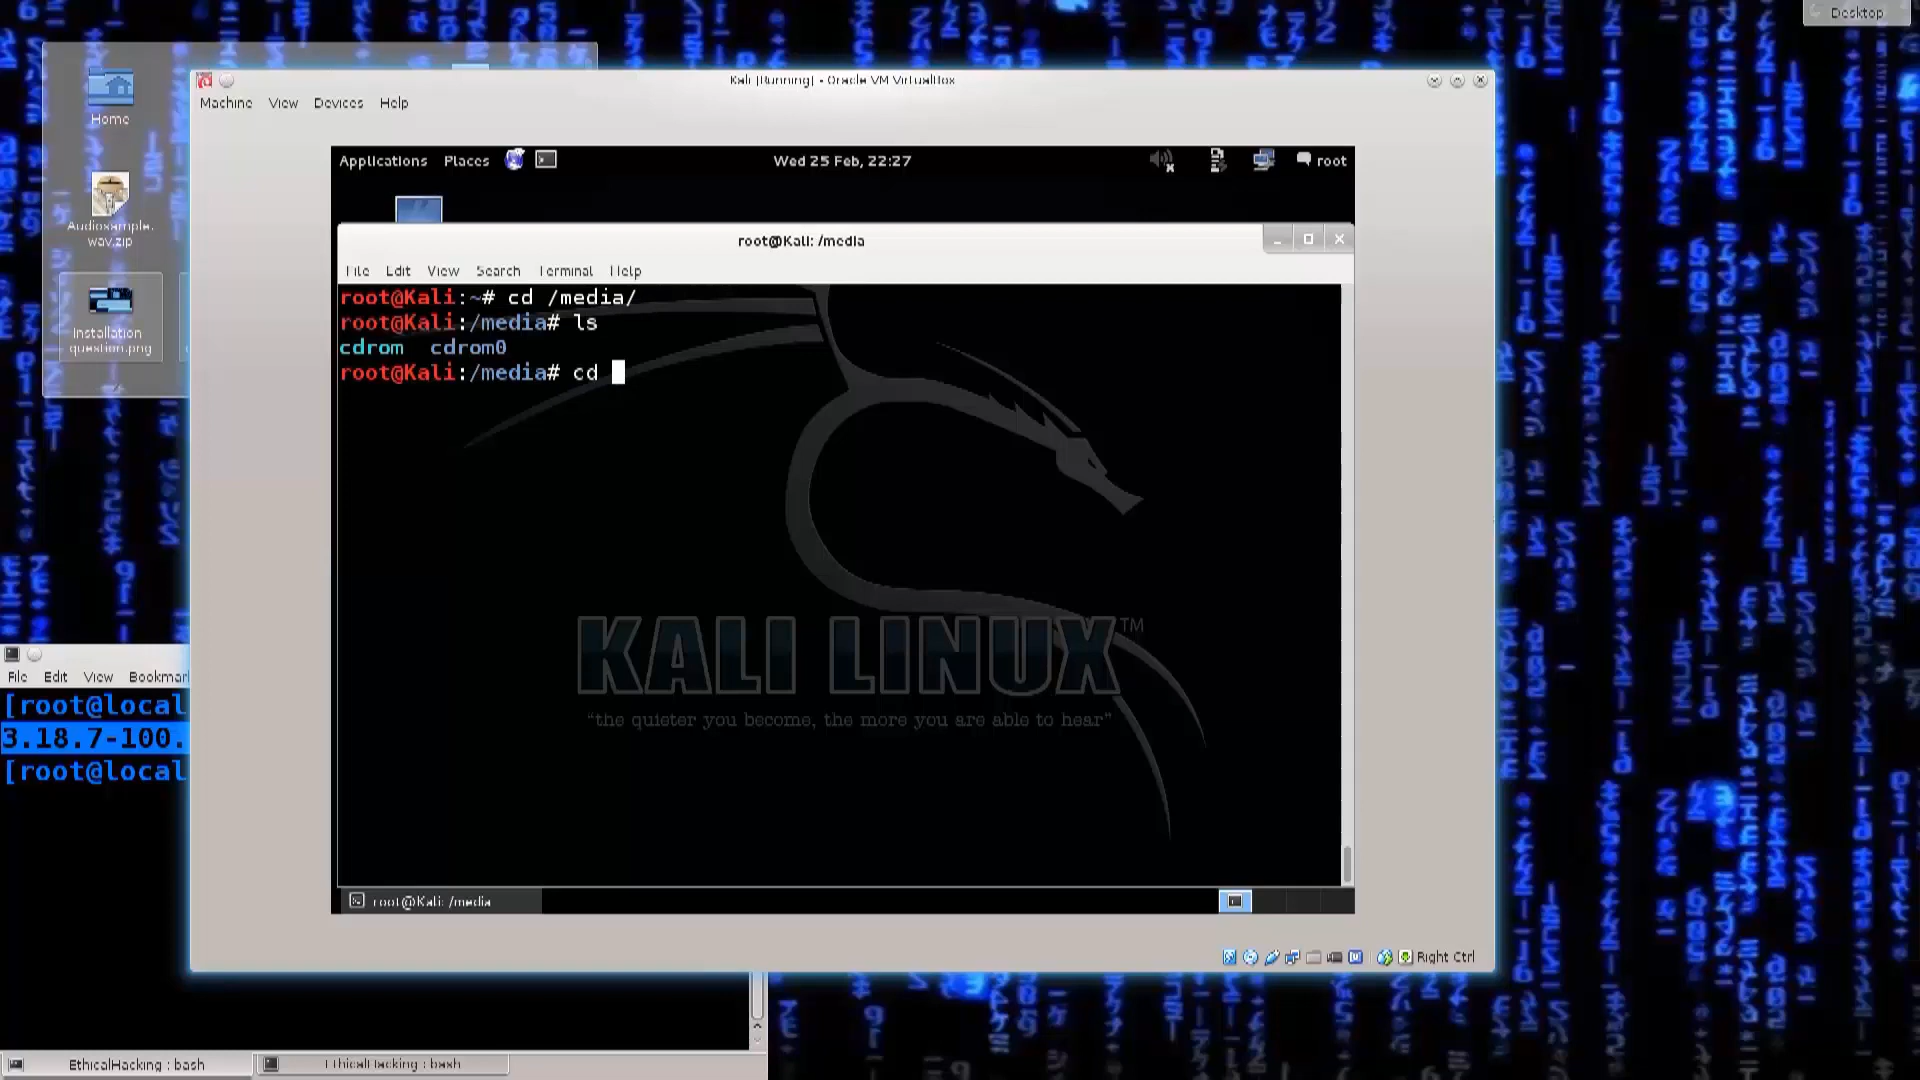 Desktop
Home
Audiosample.
wav.zip
Installation
question.png
Kali [Running] - Oracle VM VirtualBox
Machine View Devices Help
Applications Places Wed 25 Feb, 22:27 root
root@Kali: /media
File Edit View Search Terminal Help
root@Kali:~# cd /media/
root@Kali:/media# ls
cdrom cdrom0
root@Kali:/media# cd
KALI LINUX™
“the quieter you become, the more you are able to hear”
root@Kali: /media
Right Ctrl
File Edit View Bookmar
[root@local
3.18.7-100.
[root@local
EthicalHacking : bash
EthicalHacking : bash